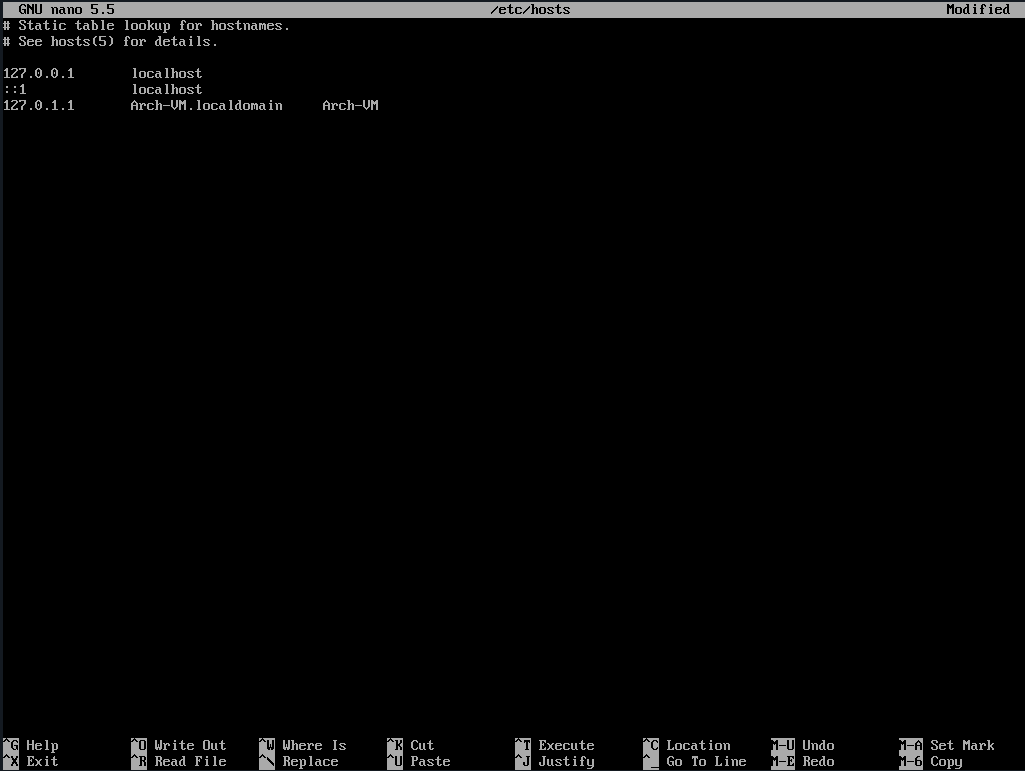 GNU nano 5.5 /etc/hosts Modified
# Static table lookup for hostnames.
# See hosts(5) for details.
127.0.0.1 localhost
::1 localhost
127.0.1.1 Arch-VM.localdomain Arch-VM
^G Help ^O Write Out ^W Where Is ^K Cut ^T Execute ^C Location M-U Undo M-A Set Mark
^X Exit ^R Read File ^\ Replace ^U Paste ^J Justify ^_ Go To Line M-E Redo M-6 Copy